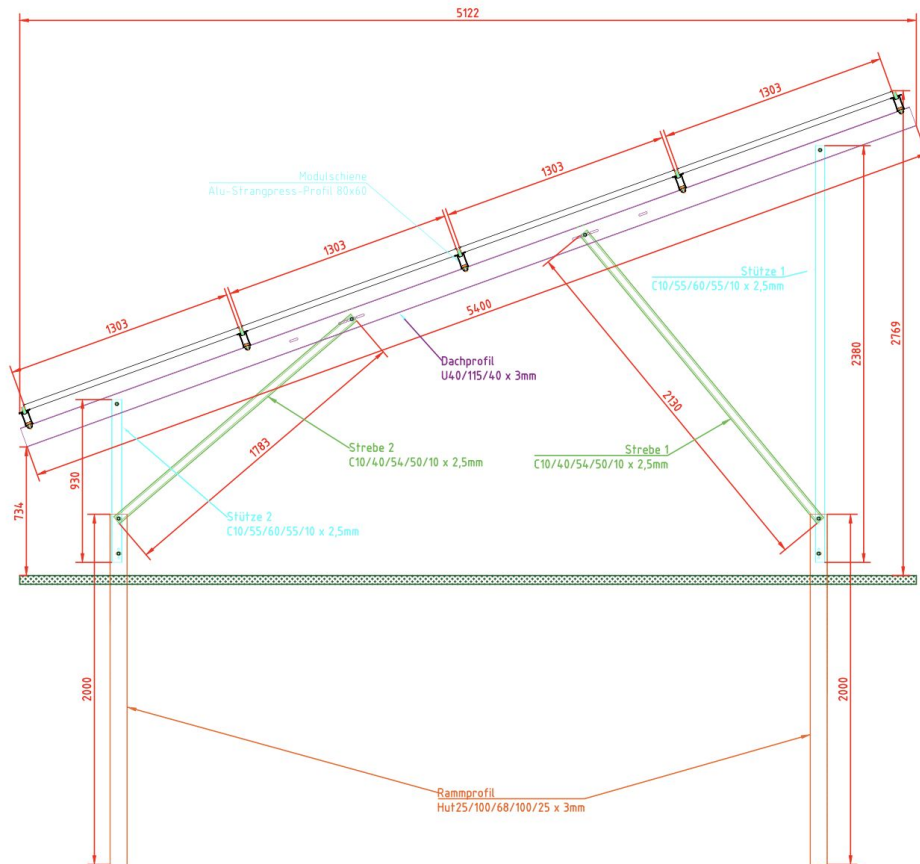 5122
1303
1303
1303
1303
Modulschiene
Alu-Strangpress-Profil 80x60
Stütze 1
C10/55/60/55/10 x 2,5mm
5400
2769
2380
Dachprofil
U40/115/40 x 3mm
2130
1783
Strebe 2
C10/40/54/50/10 x 2,5mm
Strebe 1
C10/40/54/50/10 x 2,5mm
930
734
Stütze 2
C10/55/60/55/10 x 2,5mm
2000
2000
Rammprofil
Hut25/100/68/100/25 x 3mm